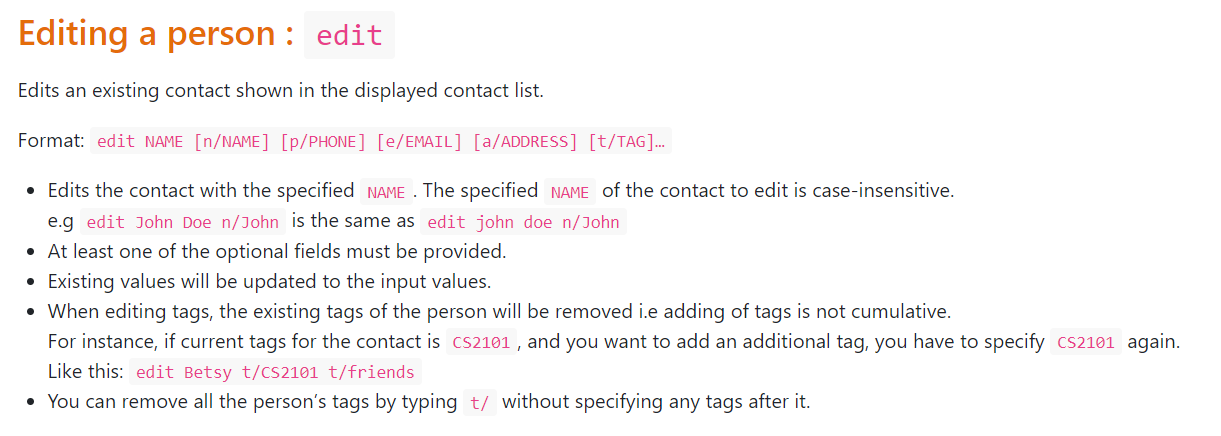 Editing a person : edit
Edits an existing contact shown in the displayed contact list.
Format: edit NAME [n/NAME] [p/PHONE] [e/EMAIL] [a/ADDRESS] [t/TAG]…
• Edits the contact with the specified NAME. The specified NAME of the contact to edit is case-insensitive.
e.g edit John Doe n/John is the same as edit john doe n/John
• At least one of the optional fields must be provided.
• Existing values will be updated to the input values.
• When editing tags, the existing tags of the person will be removed i.e adding of tags is not cumulative.
For instance, if current tags for the contact is CS2101, and you want to add an additional tag, you have to specify CS2101 again.
Like this: edit Betsy t/CS2101 t/friends
• You can remove all the person’s tags by typing t/ without specifying any tags after it.